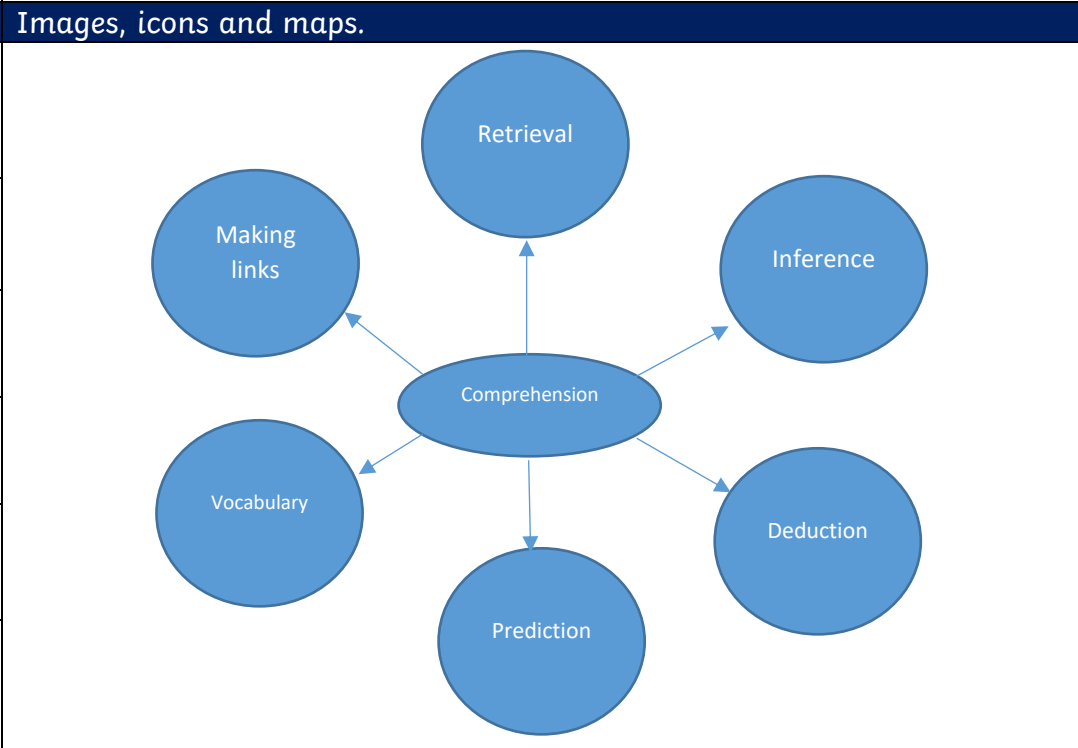 Images, icons and maps.
Retrieval
Making
links
Inference
Comprehension
Vocabulary
Deduction
Prediction